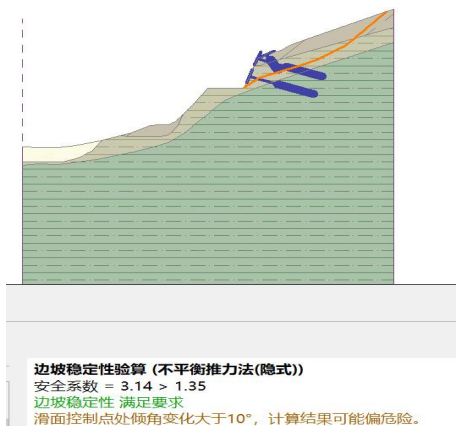 边坡稳定性验算 (不平衡推力法(隐式))
安全系数 = 3.14 > 1.35
边坡稳定性 满足要求
滑面控制点处倾角变化大于10°，计算结果可能偏危险。